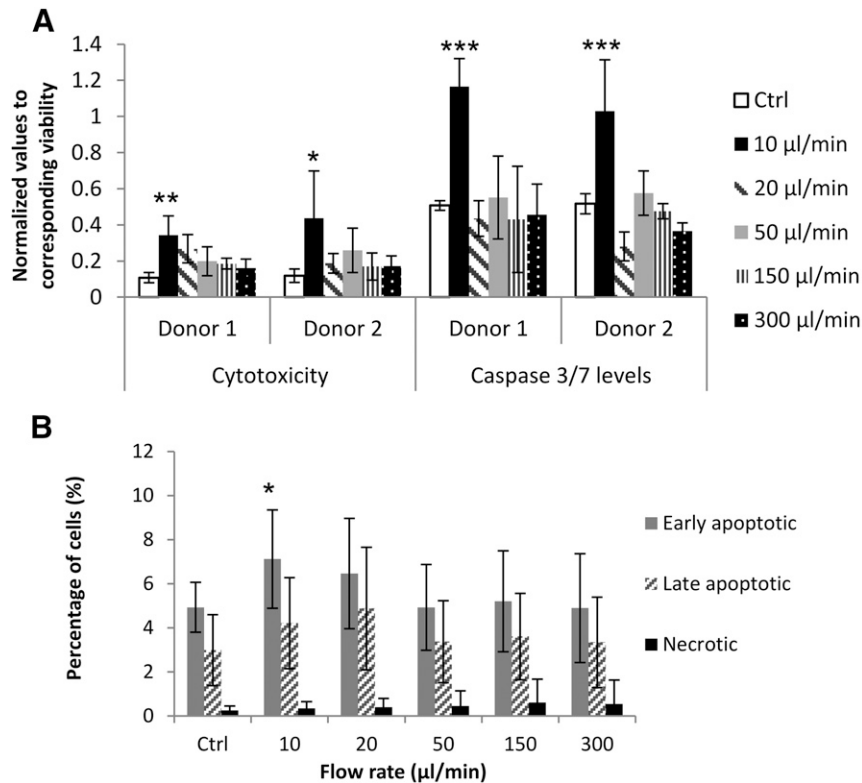 A
Normalized values to
corresponding viability
1.4
1.2
1
0.8
0.6
0.4
0.2
0
**
*
***
***
Donor 1
Donor 2
Donor 1
Donor 2
Cytotoxicity
Caspase 3/7 levels
Ctrl
10 µl/min
20 µl/min
50 µl/min
150 µl/min
300 µl/min
B
Percentage of cells (%)
12
10
8
6
4
2
0
*
Ctrl
10
20
50
150
300
Flow rate (µl/min)
Early apoptotic
Late apoptotic
Necrotic